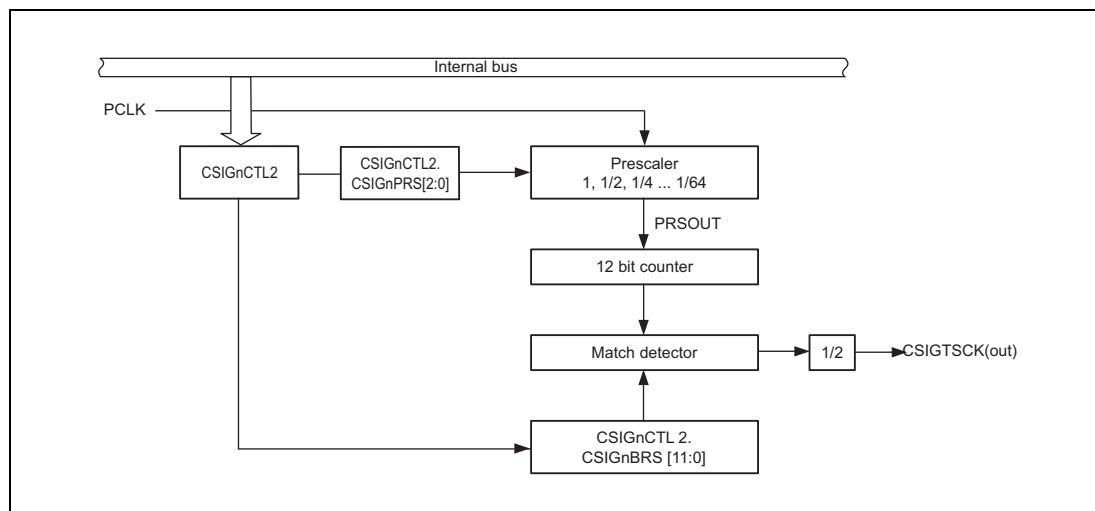 Internal bus
PCLK
CSIGnCTL2
CSIGnCTL2.
CSIGnPRS[2:0]
Prescaler
1, 1/2, 1/4 ... 1/64
PRSOUT
12 bit counter
Match detector
1/2
CSIGTSCK(out)
CSIGnCTL 2.
CSIGnBRS [11:0]